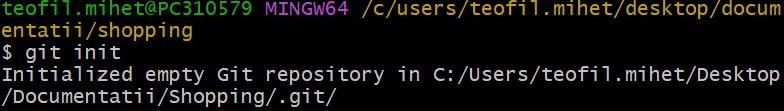 teofil.mihet@PC310579 MINGW64 /c/users/teofil.mihet/desktop/docum
entatii/shopping
$ git init
Initialized empty Git repository in C:/Users/teofil.mihet/Desktop
/Documentatii/Shopping/.git/